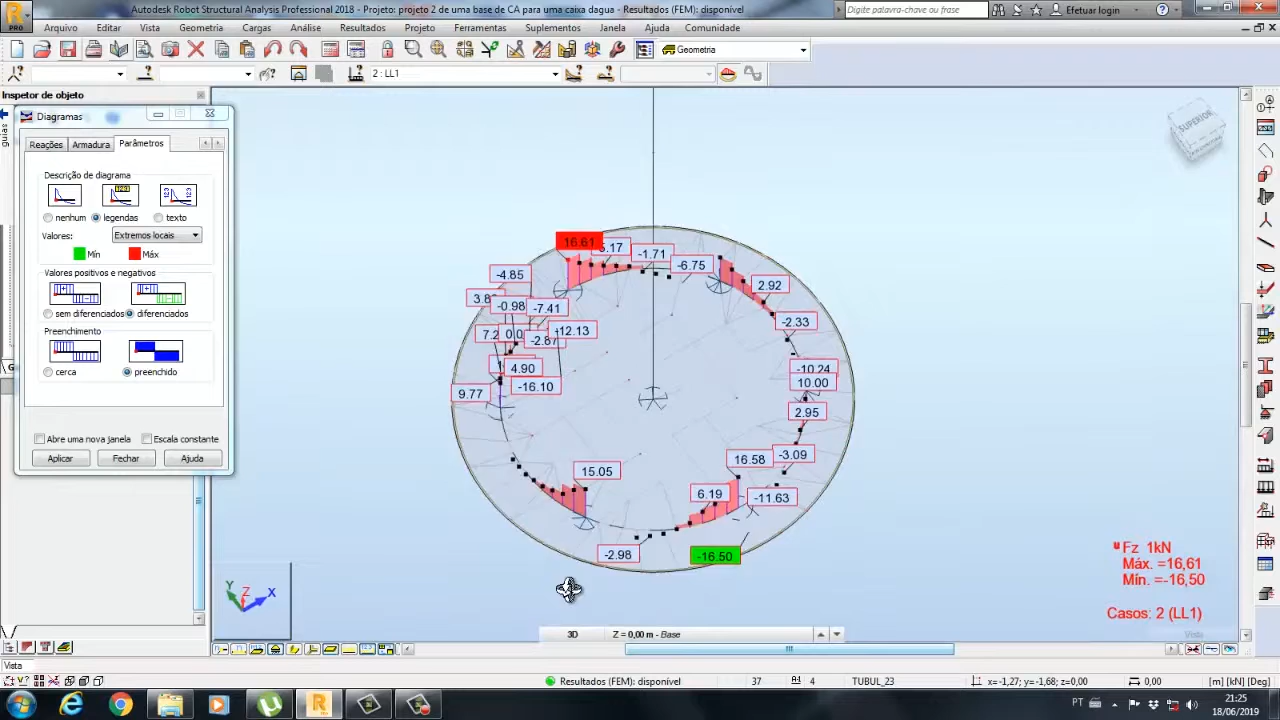 Autodesk Robot Structural Analysis Professional 2018 - Projeto: projeto 2 de uma base de CA para uma caixa dagua - Resultados (FEM): disponível
Digite palavra-chave ou frase
Efetuar login
PRO
Arquivo Editar Vista Geometria Cargas Análise Resultados Projeto Ferramentas Suplementos Janela Ajuda Comunidade
Geometria
2 : LL1
Inspetor de objeto
Diagramas
Reações Armadura Parâmetros
Descrição de diagrama
nenhum legendas texto
Valores: Extremos locais
Mín Máx
Valores positivos e negativos
sem diferenciados diferenciados
Preenchimento
cerca preenchido
Abre uma nova janela Escala constante
Aplicar Fechar Ajuda
guias
SUPERIOR
16.61
5.17
-1.71
-6.75
-4.85
2.92
-0.98
-7.41
-2.33
0.0
-12.13
4.90
-10.24
-16.10
10.00
9.77
2.95
16.58
-3.09
15.05
6.19
-11.63
-2.98
-16.50
Fz 1kN
Máx. =16,61
Mín. =-16,50
Casos: 2 (LL1)
Vista
Y Z X
3D Z = 0,00 m - Base
Vista
Resultados (FEM): disponível 37 4 TUBUL_23 x=-1,27; y=-1,68; z=0,00 0,00 [m] [kN] [Deg]
PT
21:25
18/06/2019